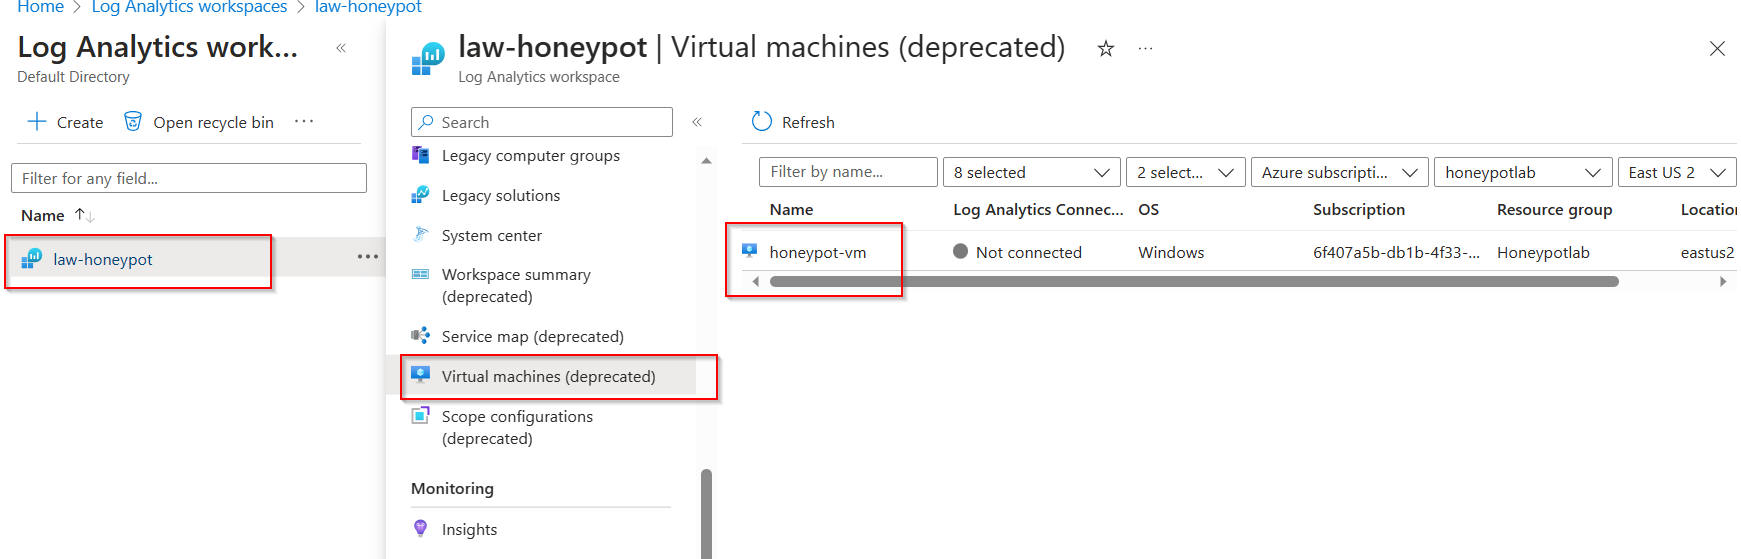 Home > Log Analytics workspaces > law-honeypot
Log Analytics work...
«
Default Directory
Create
Open recycle bin
...
Filter for any field...
Name ↑↓
law-honeypot
...
law-honeypot | Virtual machines (deprecated)
...
Log Analytics workspace
Search
«
Legacy computer groups
Legacy solutions
System center
Workspace summary
(deprecated)
Service map (deprecated)
Virtual machines (deprecated)
Scope configurations
(deprecated)
Monitoring
Insights
Refresh
Filter by name...
8 selected
2 select...
Azure subscripti...
honeypotlab
East US 2
Name
Log Analytics Connec...
OS
Subscription
Resource group
Location
honeypot-vm
Not connected
Windows
6f407a5b-db1b-4f33-...
Honeypotlab
eastus2